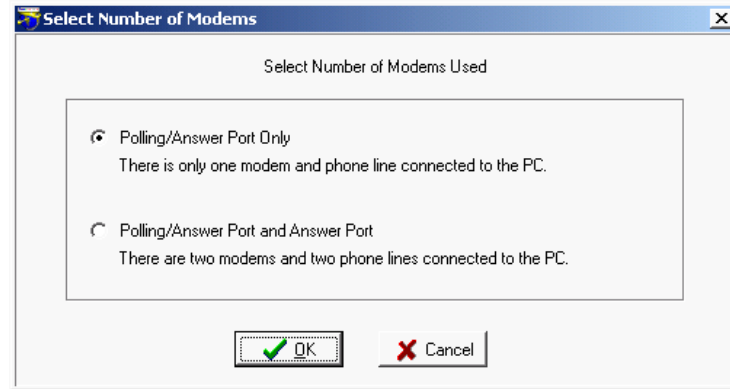 Select Number of Modems
Select Number of Modems Used
Polling/Answer Port Only
There is only one modem and phone line connected to the PC.
Polling/Answer Port and Answer Port
There are two modems and two phone lines connected to the PC.
OK
Cancel